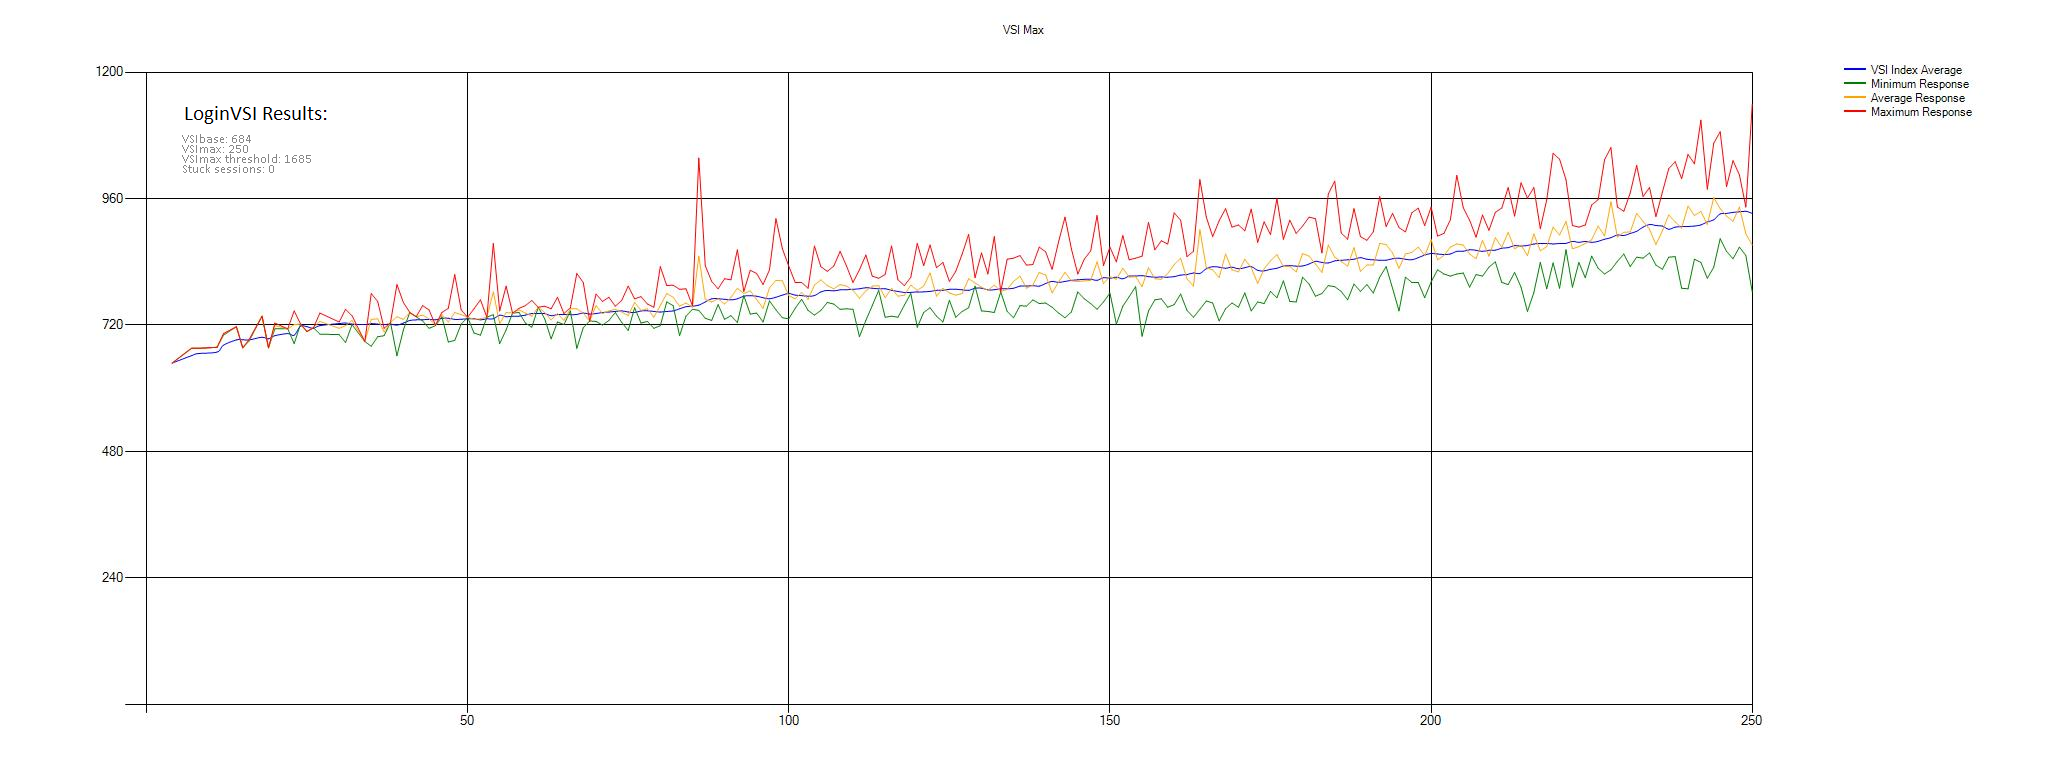 VSI Max
1200
960
720
480
240
50
100
150
200
250
LoginVSI Results:
VSIbase: 684
VSImax: 250
VSImax threshold: 1685
Stuck sessions: 0
VSI Index Average
Minimum Response
Average Response
Maximum Response